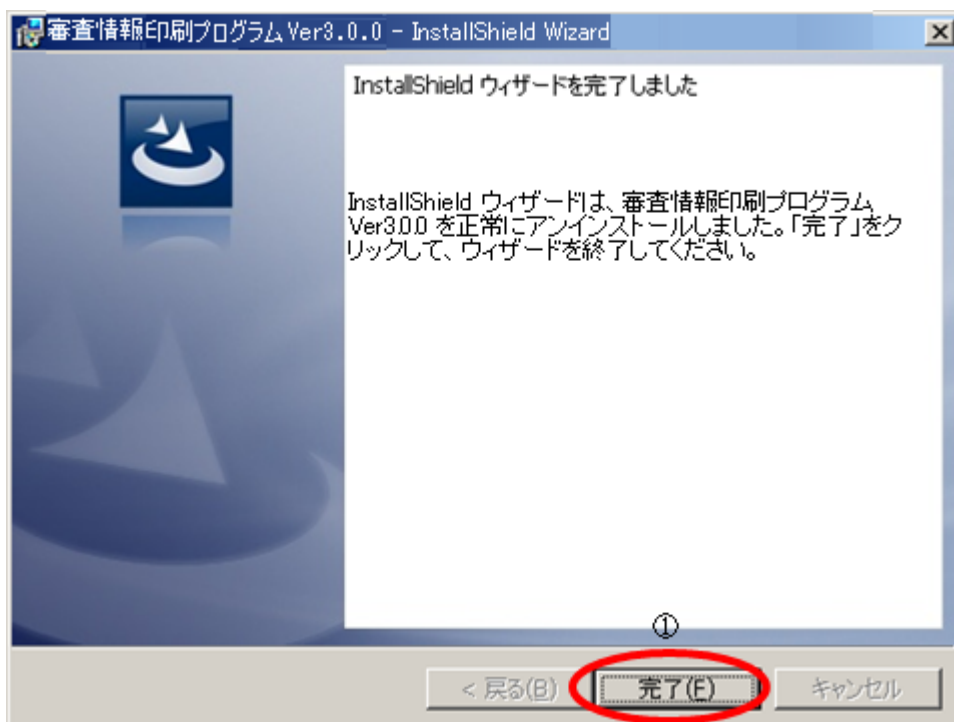 審査情報印刷プログラムVer3.0.0 - InstallShield Wizard
InstallShield ウィザードを完了しました
InstallShield ウィザードは、審査情報印刷プログラム
Ver3.0.0 を正常にアンインストールしました。「完了」をク
リックして、ウィザードを終了してください。
①
< 戻る(B)
完了(F)
キャンセル